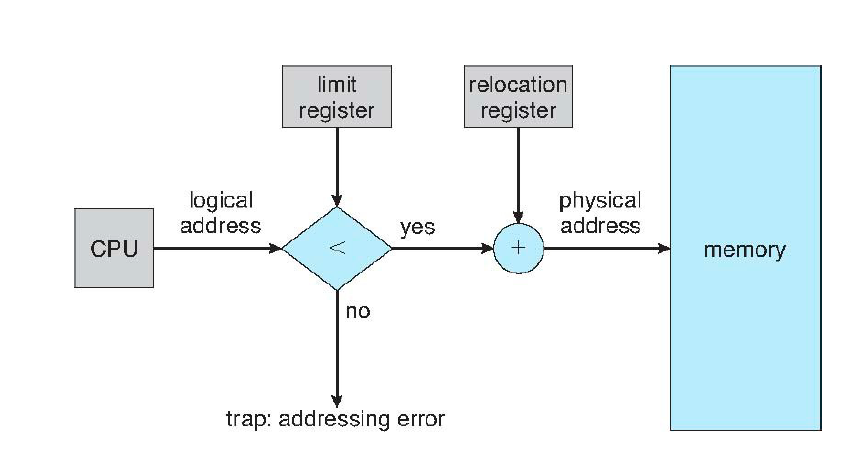 limit
register
relocation
register
logical
address
yes
physical
address
CPU
<
+
memory
no
trap: addressing error